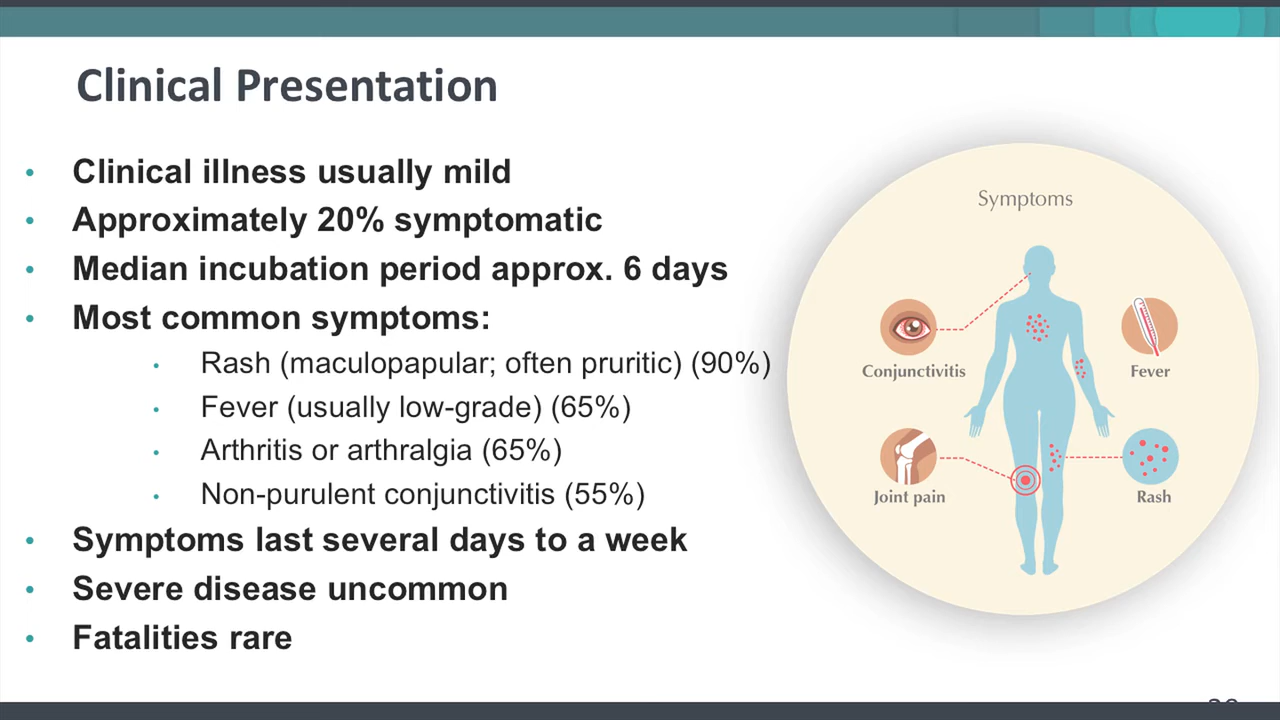 Clinical Presentation
• Clinical illness usually mild
• Approximately 20% symptomatic
• Median incubation period approx. 6 days
• Most common symptoms:
• Rash (maculopapular; often pruritic) (90%)
• Fever (usually low-grade) (65%)
• Arthritis or arthralgia (65%)
• Non-purulent conjunctivitis (55%)
• Symptoms last several days to a week
• Severe disease uncommon
• Fatalities rare
Symptoms
Conjunctivitis
Fever
Joint pain
Rash